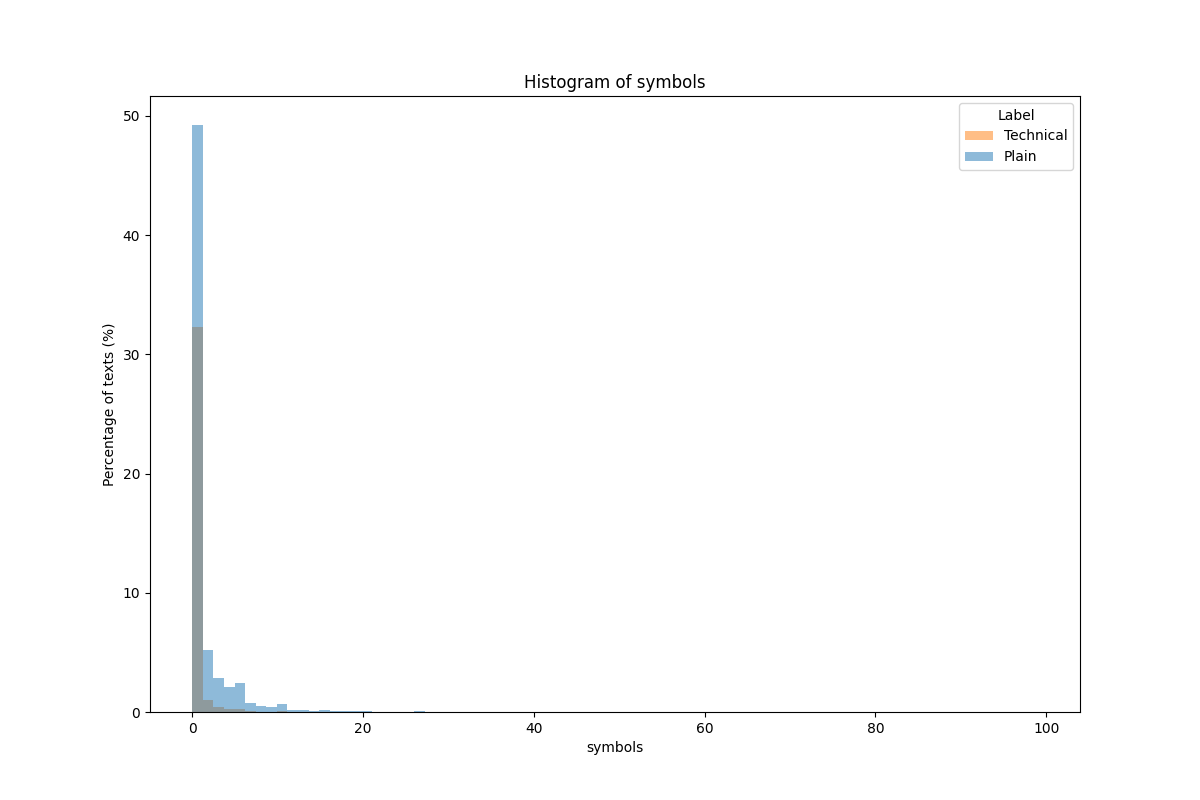 Histogram of symbols
Label
Technical
Plain
Percentage of texts (%)
50
40
30
20
10
0
0 20 40 60 80 100
symbols